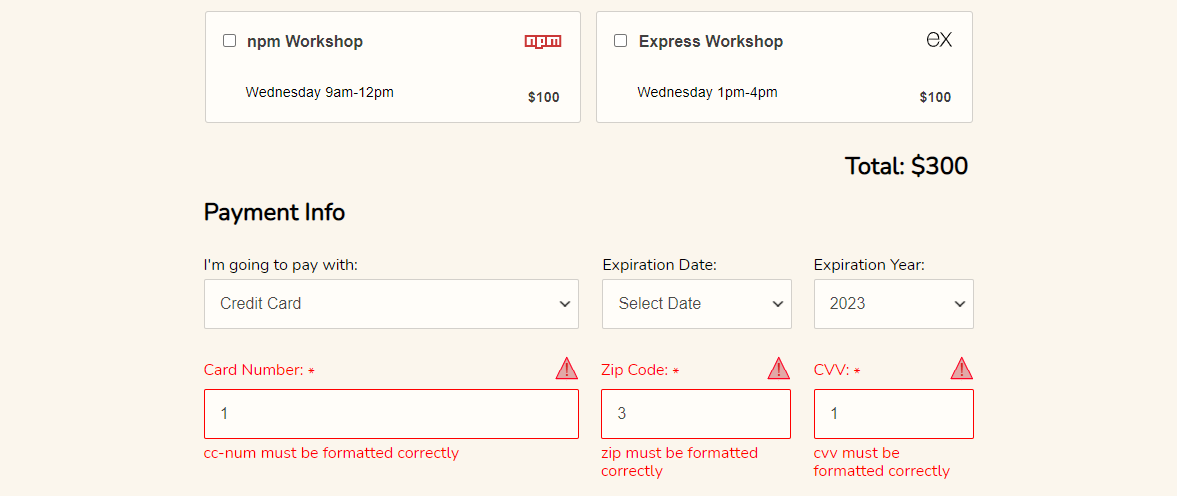 npm Workshop
npm
Wednesday 9am-12pm
$100
Express Workshop
ex
Wednesday 1pm-4pm
$100
Total: $300
Payment Info
I'm going to pay with:
Expiration Date:
Expiration Year:
Credit Card
Select Date
2023
Card Number: *
Zip Code: *
CVV: *
1
3
1
cc-num must be formatted correctly
zip must be formatted
correctly
cvv must be
formatted correctly